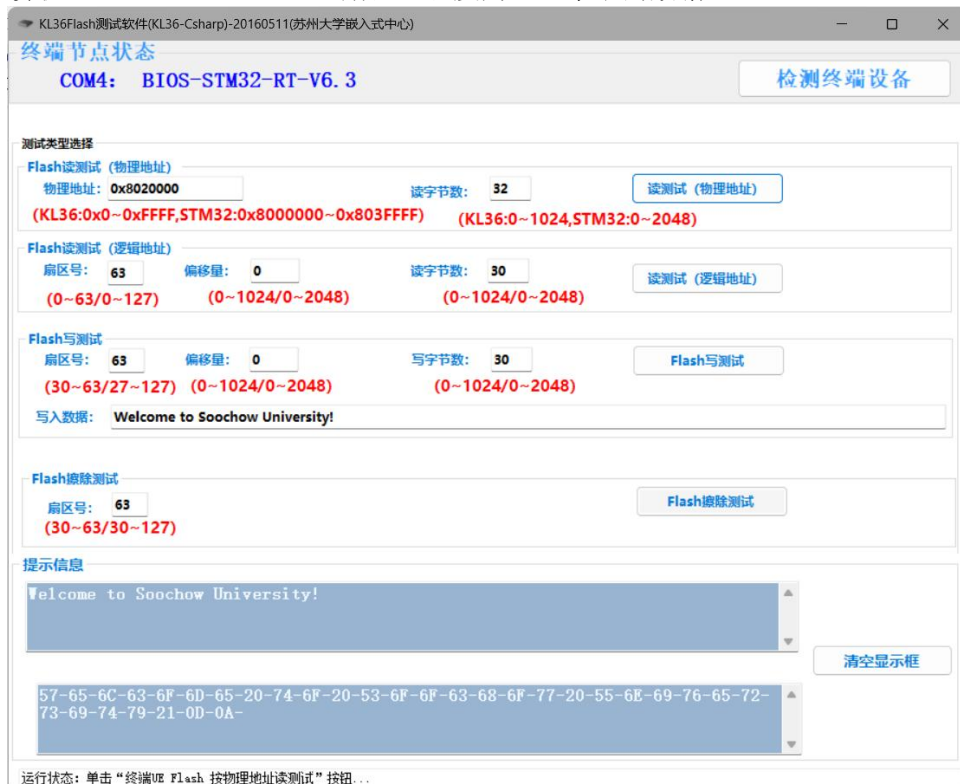 KL36Flash测试软件(KL36-Csharp)-20160511(苏州大学嵌入式中心)
终端节点状态
COM4: BIOS-STM32-RT-V6.3
检测终端设备
测试类型选择
Flash读测试 (物理地址)
物理地址: 0x8020000 读字节数: 32 读测试 (物理地址)
(KL36:0x0~0xFFFF,STM32:0x8000000~0x803FFFF) (KL36:0~1024,STM32:0~2048)
Flash读测试 (逻辑地址)
扇区号: 63 偏移量: 0 读字节数: 30 读测试 (逻辑地址)
(0~63/0~127) (0~1024/0~2048) (0~1024/0~2048)
Flash写测试
扇区号: 63 偏移量: 0 写字节数: 30 Flash写测试
(30~63/27~127) (0~1024/0~2048) (0~1024/0~2048)
写入数据: Welcome to Soochow University!
Flash擦除测试
扇区号: 63 Flash擦除测试
(30~63/30~127)
提示信息
Welcome to Soochow University!
清空显示框
57-65-6C-63-6F-6D-65-20-74-6F-20-53-6F-6F-63-68-6F-77-20-55-6E-69-76-65-72-
73-69-74-79-21-0D-0A-
运行状态: 单击“终端UE Flash 按物理地址读测试”按钮...